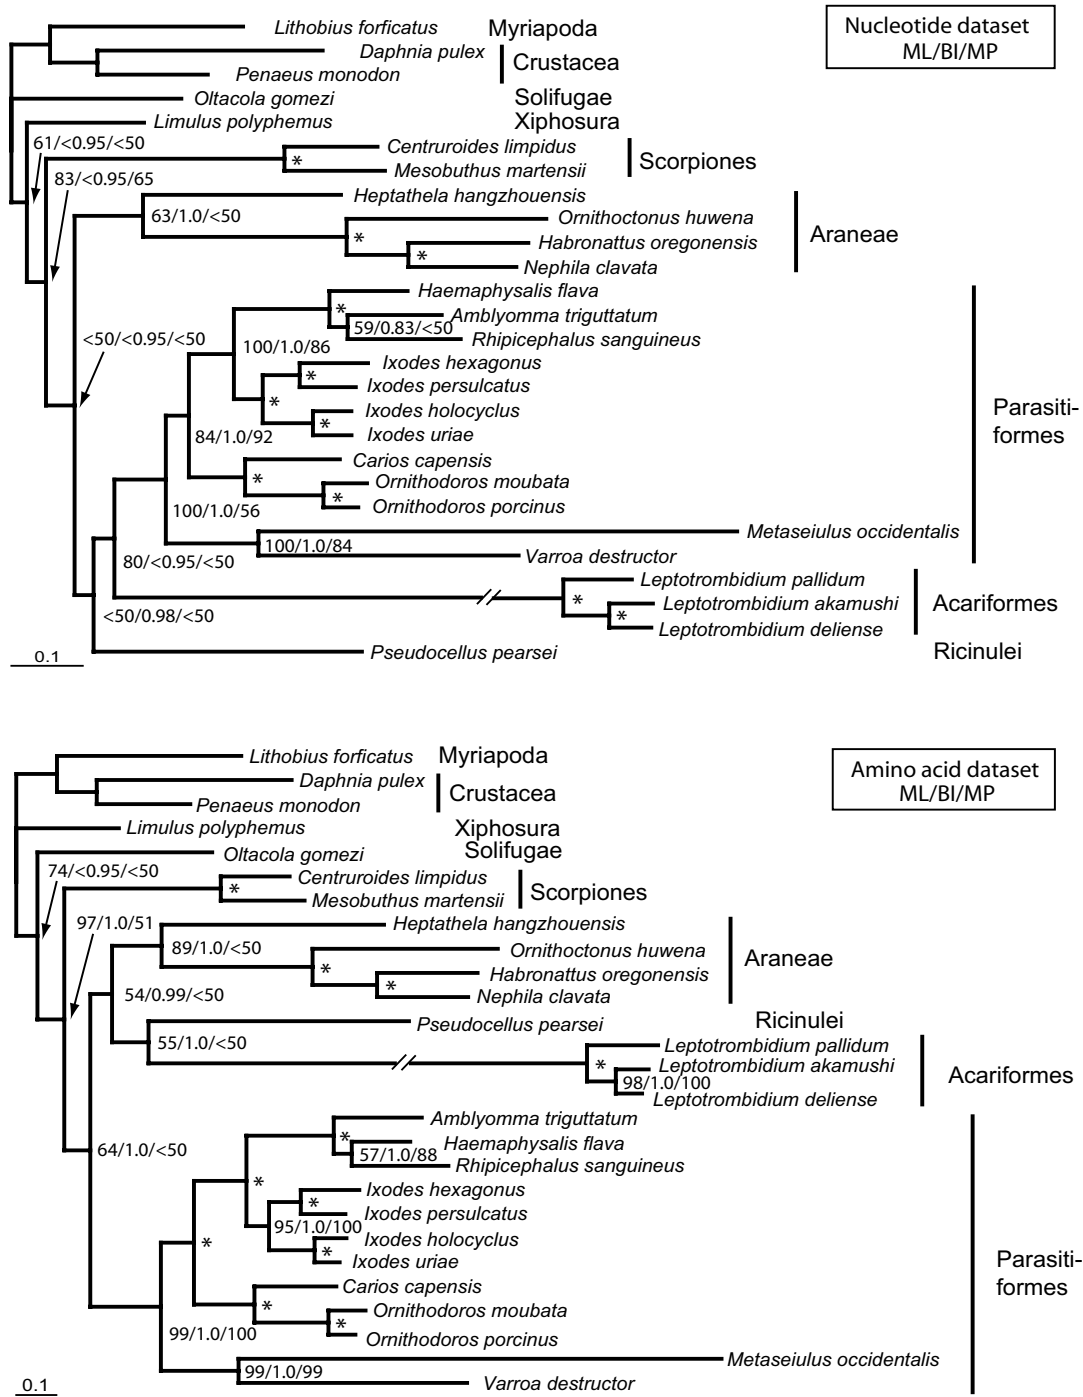 Lithobius forficatus Myriapoda
Nucleotide dataset
ML/BI/MP
Daphnia pulex
Crustacea
Penaeus monodon
Oltacola gomezi Solifugae
Limulus polyphemus Xiphosura
61/<0.95/<50
Centruroides limpidus
*
Scorpiones
Mesobuthus martensii
83/<0.95/65
Heptathela hangzhouensis
63/1.0/<50
Ornithoctonus huwena
*
Araneae
Habronattus oregonensis
*
Nephila clavata
Haemaphysalis flava
*
Amblyomma triguttatum
59/0.83/<50
Rhipicephalus sanguineus
<50/<0.95/<50
100/1.0/86
Ixodes hexagonus
*
Ixodes persulcatus
*
Ixodes holocyclus
*
Ixodes uriae
Parasiti-
formes
84/1.0/92
Carios capensis
*
Ornithodoros moubata
*
Ornithodoros porcinus
100/1.0/56
Metaseiulus occidentalis
100/1.0/84
Varroa destructor
80/<0.95/<50
Leptotrombidium pallidum
*
Leptotrombidium akamushi
*
Acariformes
Leptotrombidium deliense
<50/0.98/<50
Pseudocellus pearsei Ricinulei
0.1
Lithobius forficatus Myriapoda
Amino acid dataset
ML/BI/MP
Daphnia pulex
Crustacea
Penaeus monodon
Limulus polyphemus Xiphosura
Oltacola gomezi Solifugae
74/<0.95/<50
Centruroides limpidus
*
Scorpiones
Mesobuthus martensii
97/1.0/51
Heptathela hangzhouensis
89/1.0/<50
Ornithoctonus huwena
*
Araneae
Habronattus oregonensis
*
Nephila clavata
54/0.99/<50
Pseudocellus pearsei Ricinulei
55/1.0/<50
Leptotrombidium pallidum
*
Leptotrombidium akamushi
98/1.0/100
Acariformes
Leptotrombidium deliense
Amblyomma triguttatum
*
Haemaphysalis flava
57/1.0/88
Rhipicephalus sanguineus
64/1.0/<50
*
Ixodes hexagonus
*
Ixodes persulcatus
95/1.0/100
Ixodes holocyclus
*
*
Ixodes uriae
Parasiti-
formes
Carios capensis
*
Ornithodoros moubata
*
Ornithodoros porcinus
99/1.0/100
Metaseiulus occidentalis
99/1.0/99
Varroa destructor
0.1